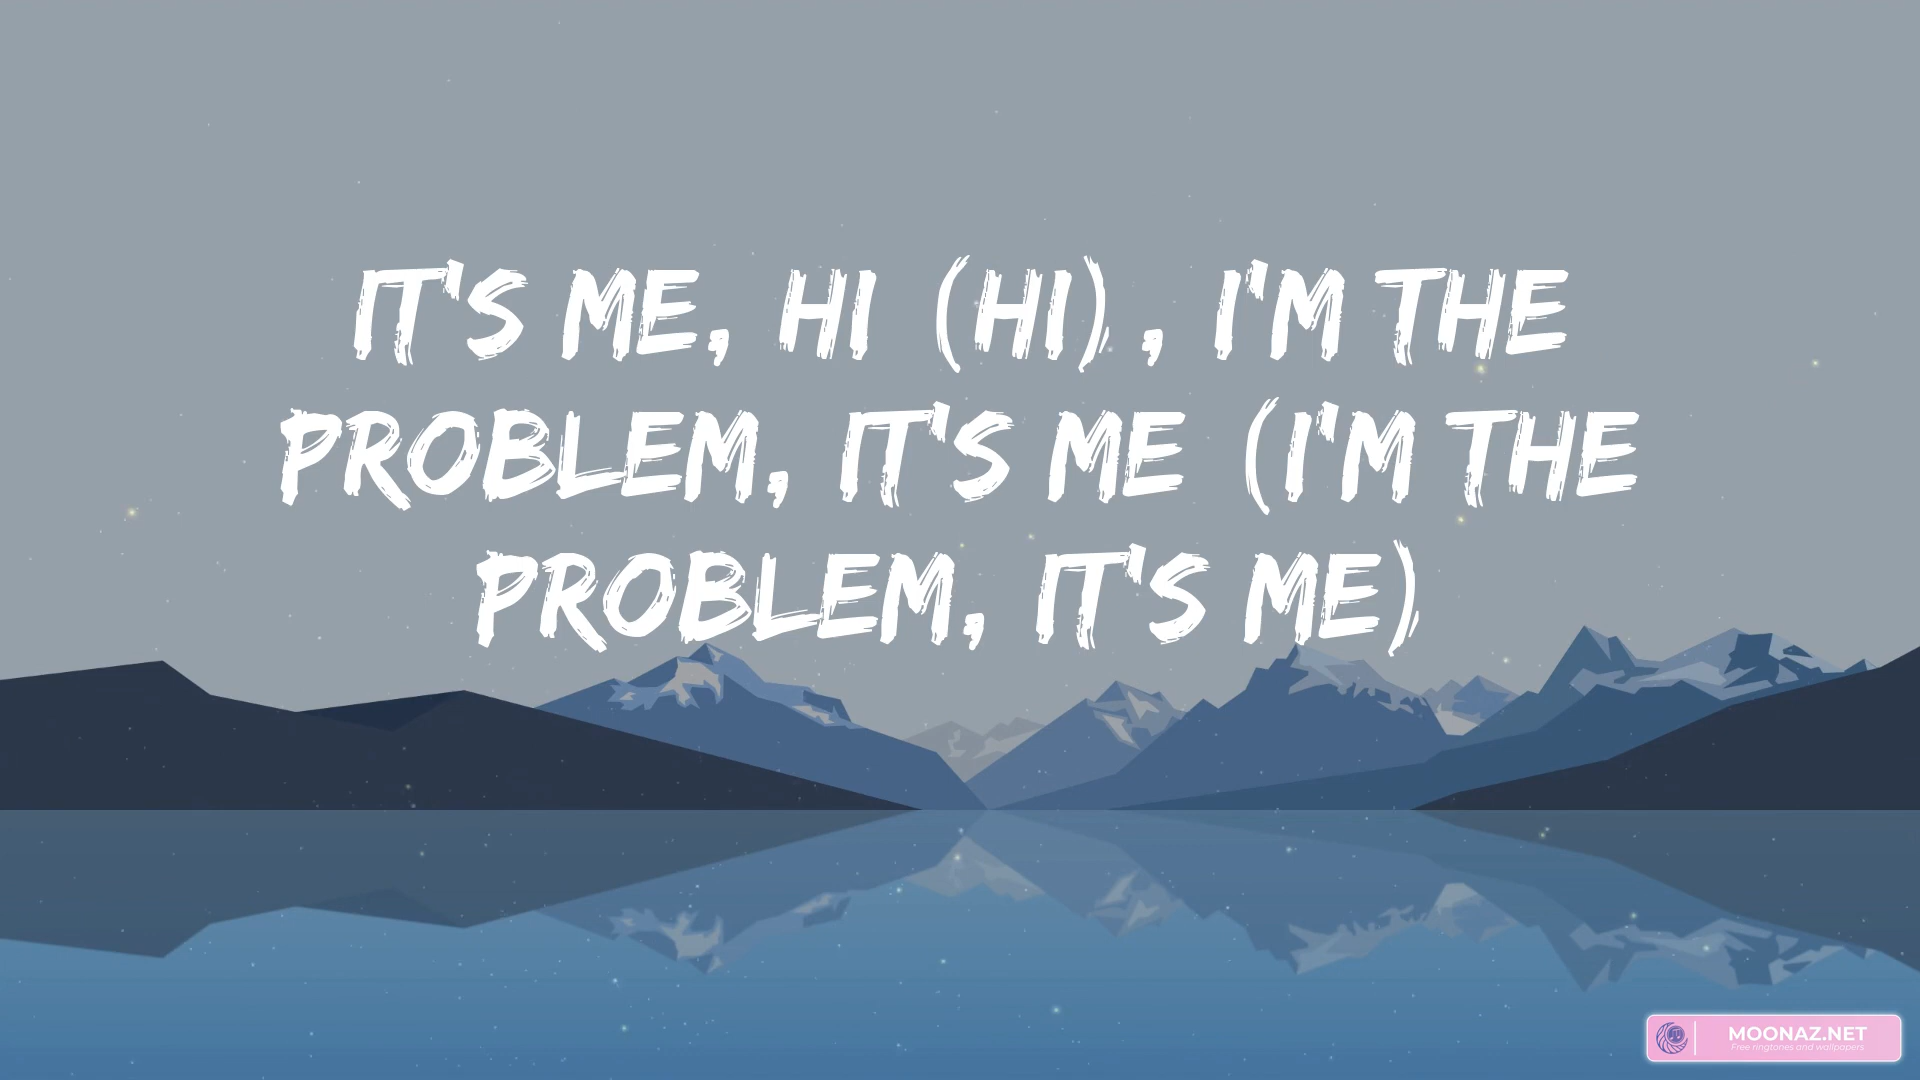 IT'S ME, HI (HI), I'M THE
PROBLEM, IT'S ME (I'M THE
PROBLEM, IT'S ME)
MOONAZ.NET
Free ringtones and wallpapers